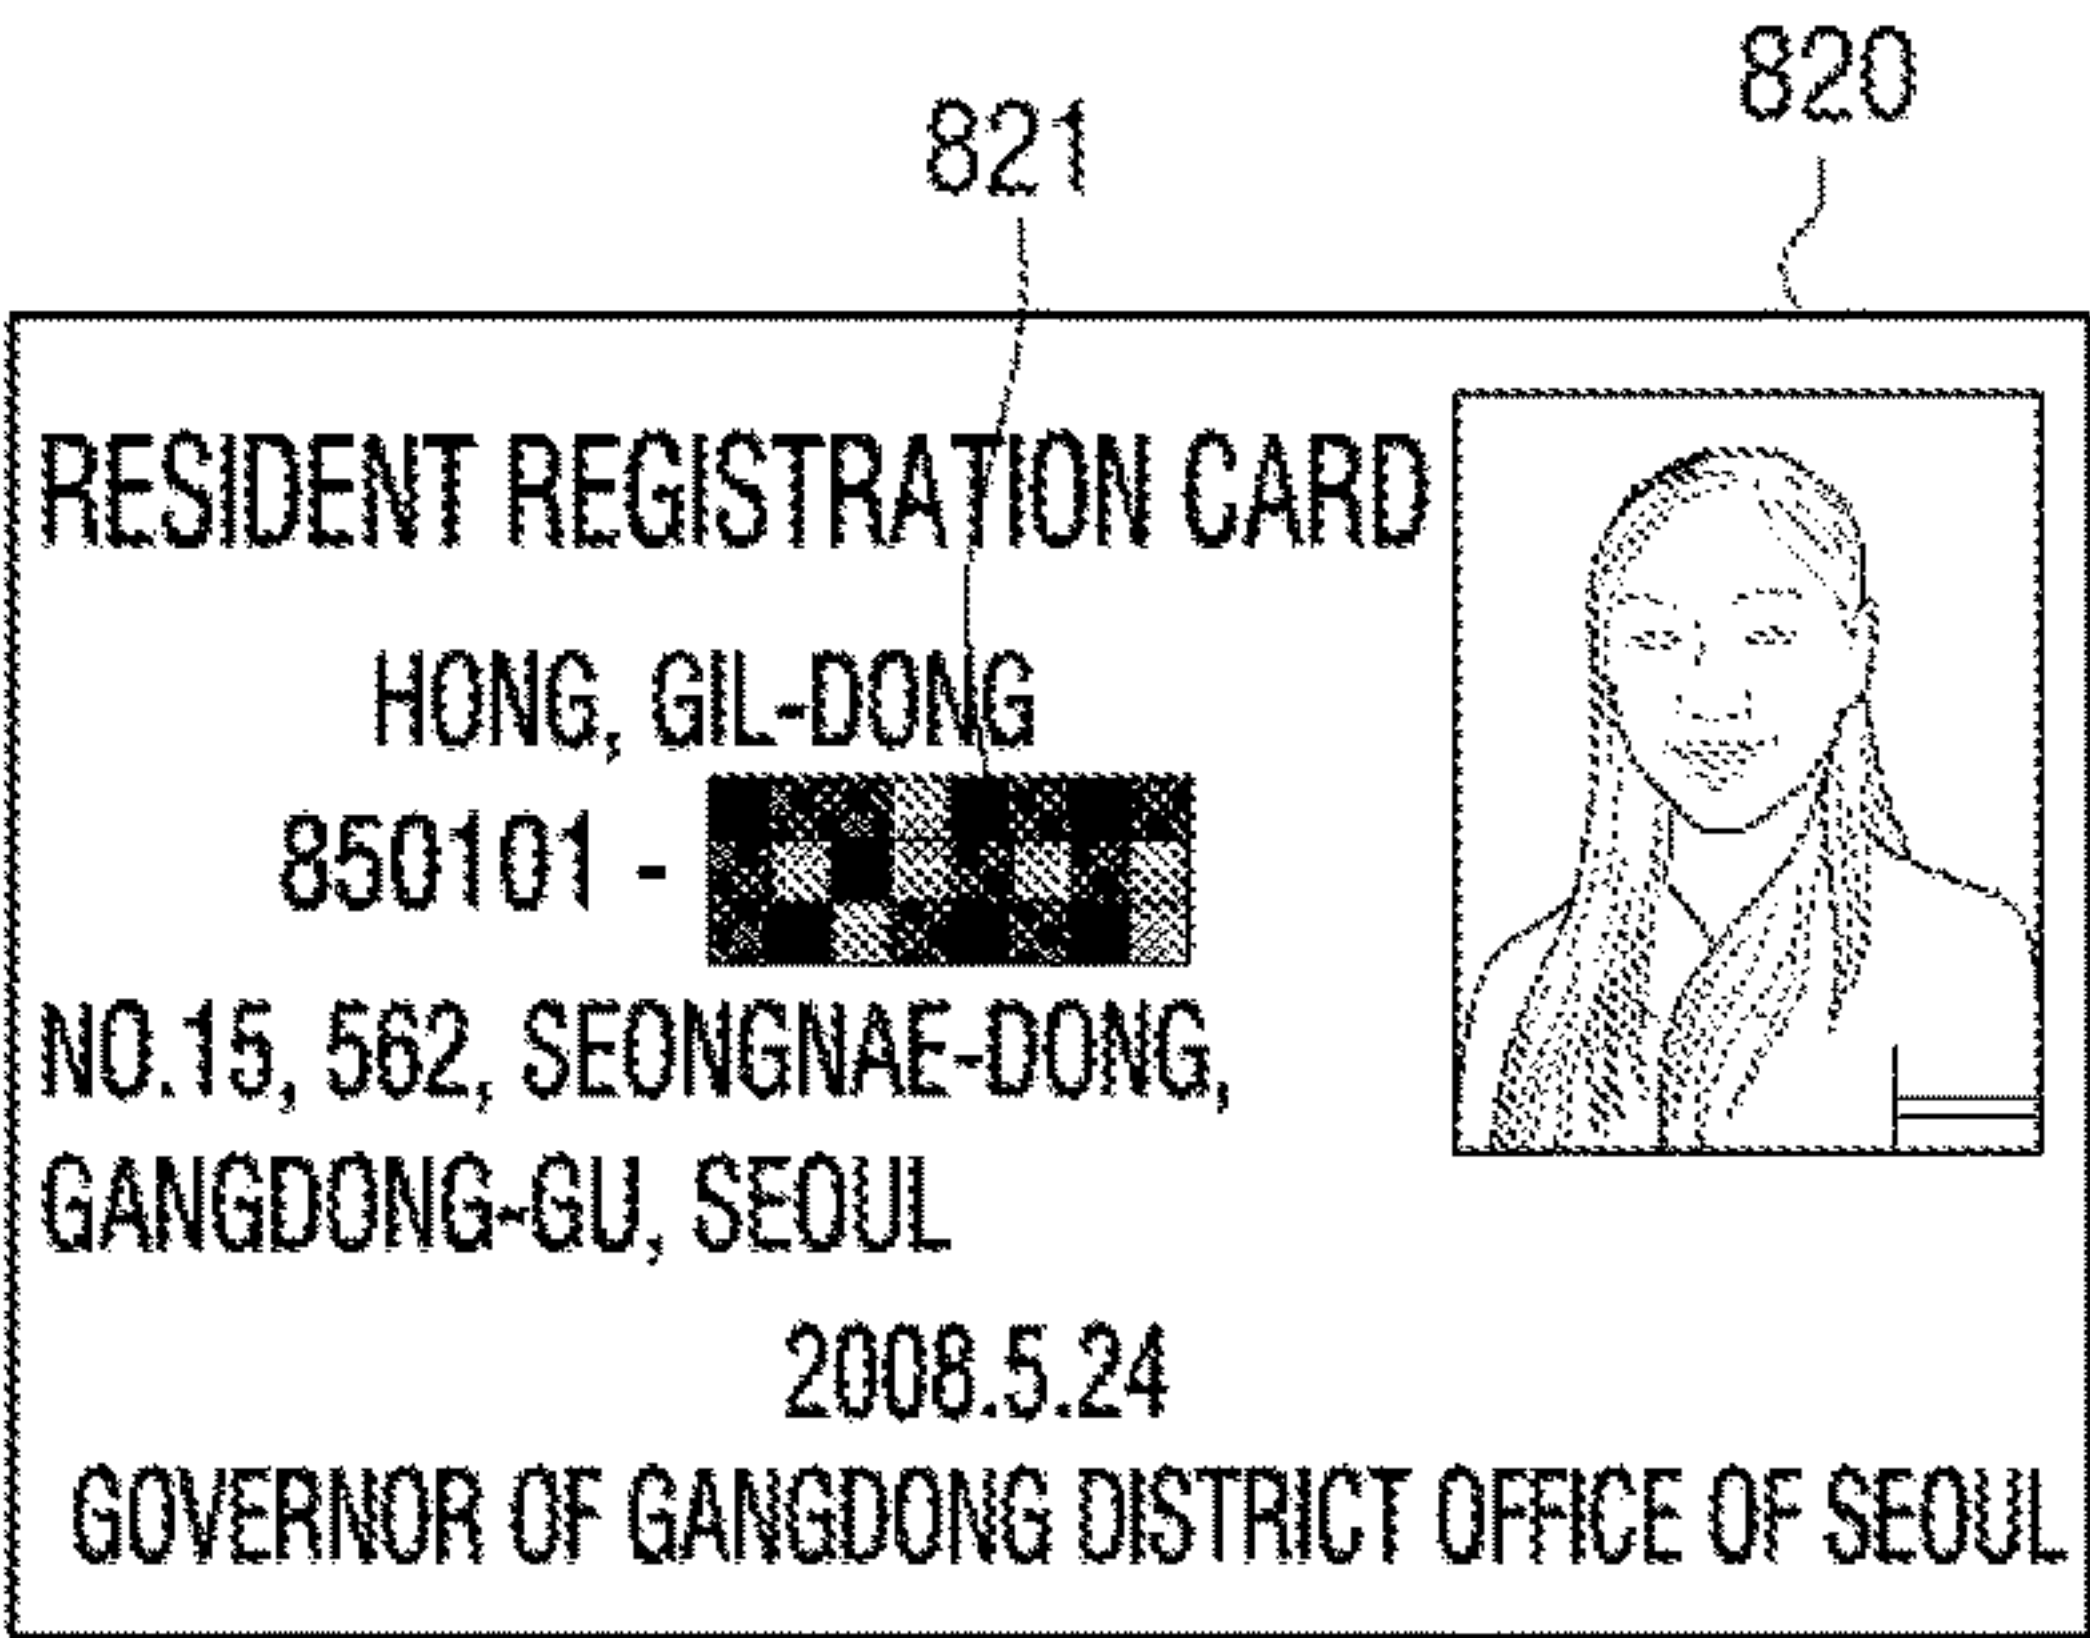 820
821
RESIDENT REGISTRATION CARD
HONG, GIL-DONG
850101 -
NO.15, 562, SEONGNAE-DONG,
GANGDONG-GU, SEOUL
2008.5.24
GOVERNOR OF GANGDONG DISTRICT OFFICE OF SEOUL